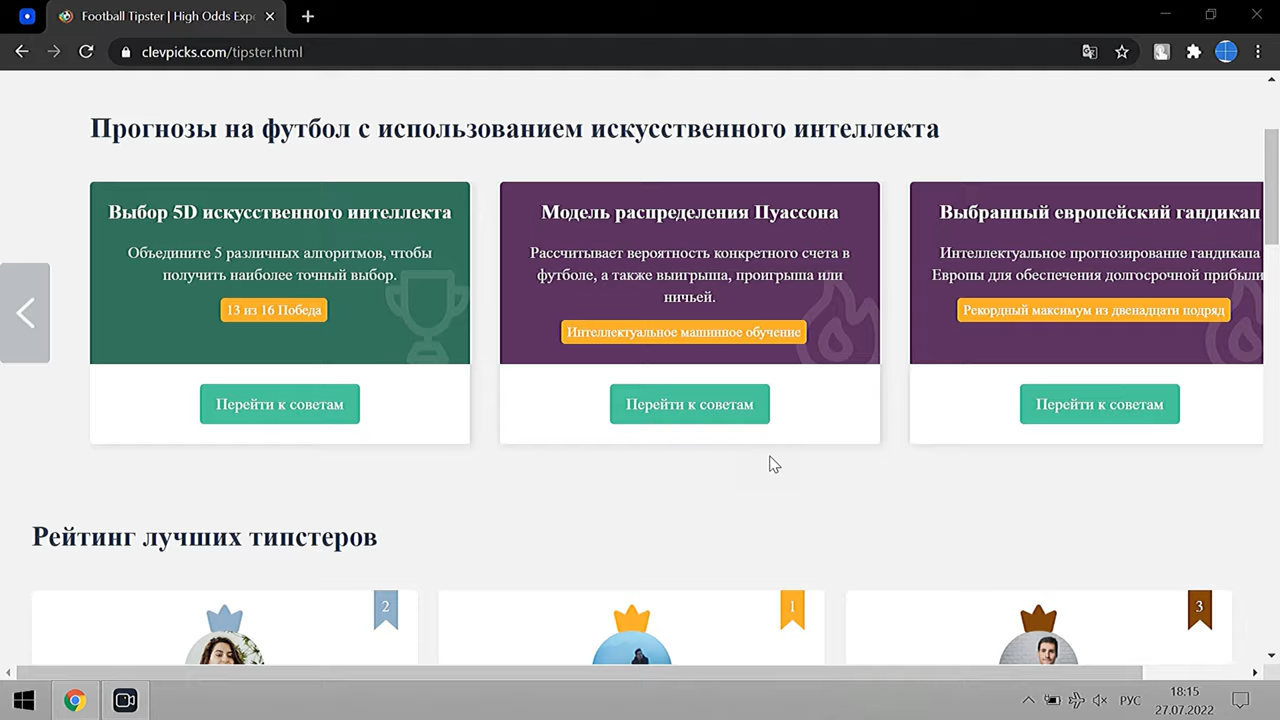 Football Tipster | High Odds Expe
clevpicks.com/tipster.html
Прогнозы на футбол с использованием искусственного интеллекта
Выбор 5D искусственного интеллекта
Объедините 5 различных алгоритмов, чтобы
получить наиболее точный выбор.
13 из 16 Победа
Перейти к советам
Модель распределения Пуассона
Рассчитывает вероятность конкретного счета в
футболе, а также выигрыша, проигрыша или
ничьей.
Интеллектуальное машинное обучение
Перейти к советам
Выбранный европейский гандикап
Интеллектуальное прогнозирование гандикапа
Европы для обеспечения долгосрочной прибыли
Рекордный максимум из двенадцати подряд
Перейти к советам
Рейтинг лучших типстеров
2
1
3
РУС
18:15
27.07.2022